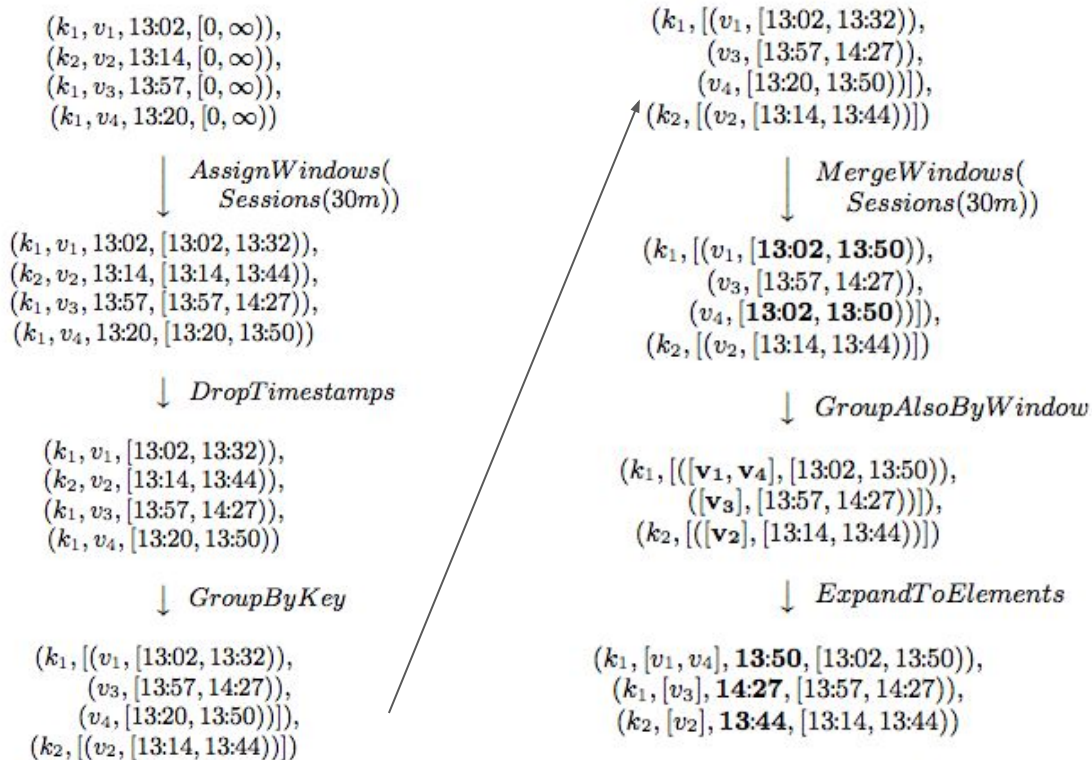 (k₁, v₁, 13:02, [0, ∞)),
(k₂, v₂, 13:14, [0, ∞)),
(k₁, v₃, 13:57, [0, ∞)),
(k₁, v₄, 13:20, [0, ∞))
↓ AssignWindows(
Sessions(30m))
(k₁, v₁, 13:02, [13:02, 13:32)),
(k₂, v₂, 13:14, [13:14, 13:44)),
(k₁, v₃, 13:57, [13:57, 14:27)),
(k₁, v₄, 13:20, [13:20, 13:50))
↓ DropTimestamps
(k₁, v₁, [13:02, 13:32)),
(k₂, v₂, [13:14, 13:44)),
(k₁, v₃, [13:57, 14:27)),
(k₁, v₄, [13:20, 13:50))
↓ GroupByKey
(k₁, [(v₁, [13:02, 13:32)),
(v₃, [13:57, 14:27)),
(v₄, [13:20, 13:50))]),
(k₂, [(v₂, [13:14, 13:44))])
(k₁, [(v₁, [13:02, 13:32)),
(v₃, [13:57, 14:27)),
(v₄, [13:20, 13:50))]),
(k₂, [(v₂, [13:14, 13:44))])
↓ MergeWindows(
Sessions(30m))
(k₁, [(v₁, [13:02, 13:50)),
(v₃, [13:57, 14:27)),
(v₄, [13:02, 13:50))]),
(k₂, [(v₂, [13:14, 13:44))])
↓ GroupAlsoByWindow
(k₁, [([v₁, v₄], [13:02, 13:50)),
([v₃], [13:57, 14:27))]),
(k₂, [([v₂], [13:14, 13:44))])
↓ ExpandToElements
(k₁, [v₁, v₄], 13:50, [13:02, 13:50)),
(k₁, [v₃], 14:27, [13:57, 14:27)),
(k₂, [v₂], 13:44, [13:14, 13:44))